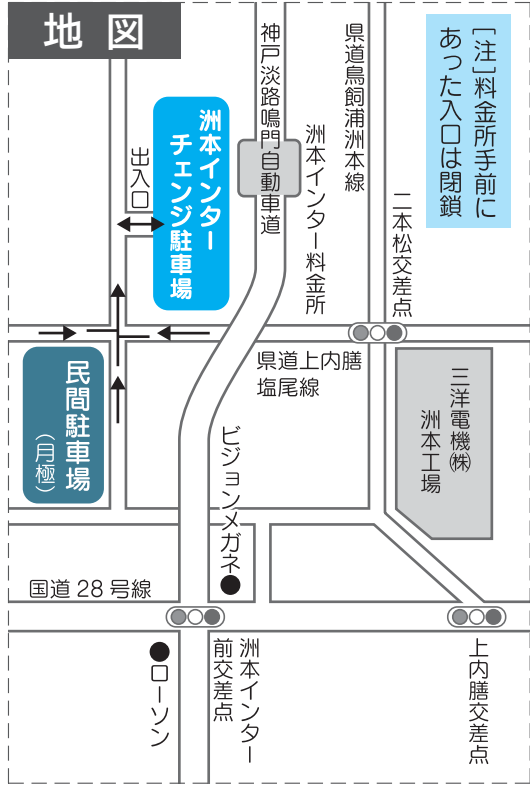 地図
［注］料金所手前に
あった入口は閉鎖
県道鳥飼浦洲本線
神戸淡路鳴門自動車道
洲本インター料金所
二本松交差点
洲本インター
チェンジ駐車場
出入口
県道上内膳
塩尾線
民間駐車場
（月極）
三洋電機㈱
洲本工場
ビジョンメガネ
国道28号線
ローソン
洲本インター
前交差点
上内膳交差点